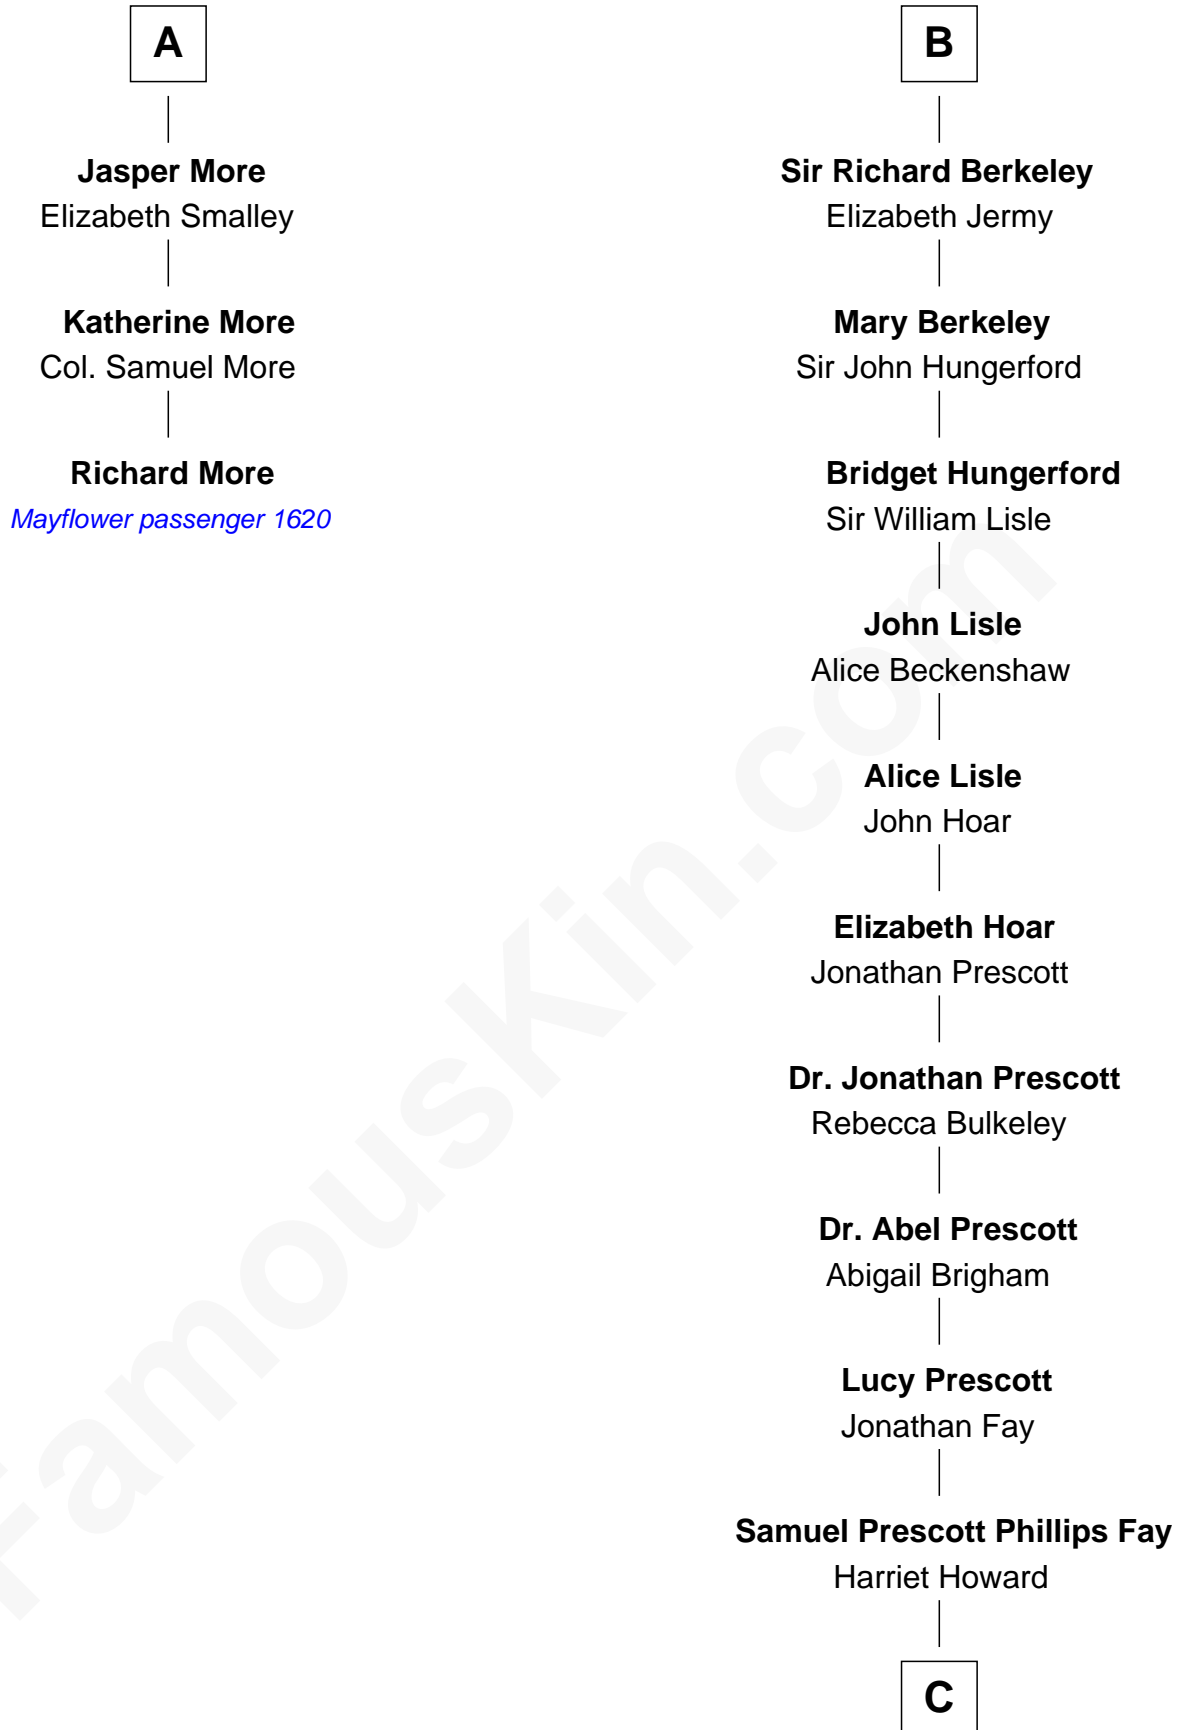 A
Jasper More
Elizabeth Smalley
Katherine More
Col. Samuel More
Richard More
Mayflower passenger 1620
B
Sir Richard Berkeley
Elizabeth Jermy
Mary Berkeley
Sir John Hungerford
Bridget Hungerford
Sir William Lisle
John Lisle
Alice Beckenshaw
Alice Lisle
John Hoar
Elizabeth Hoar
Jonathan Prescott
Dr. Jonathan Prescott
Rebecca Bulkeley
Dr. Abel Prescott
Abigail Brigham
Lucy Prescott
Jonathan Fay
Samuel Prescott Phillips Fay
Harriet Howard
C
FamousKin.com